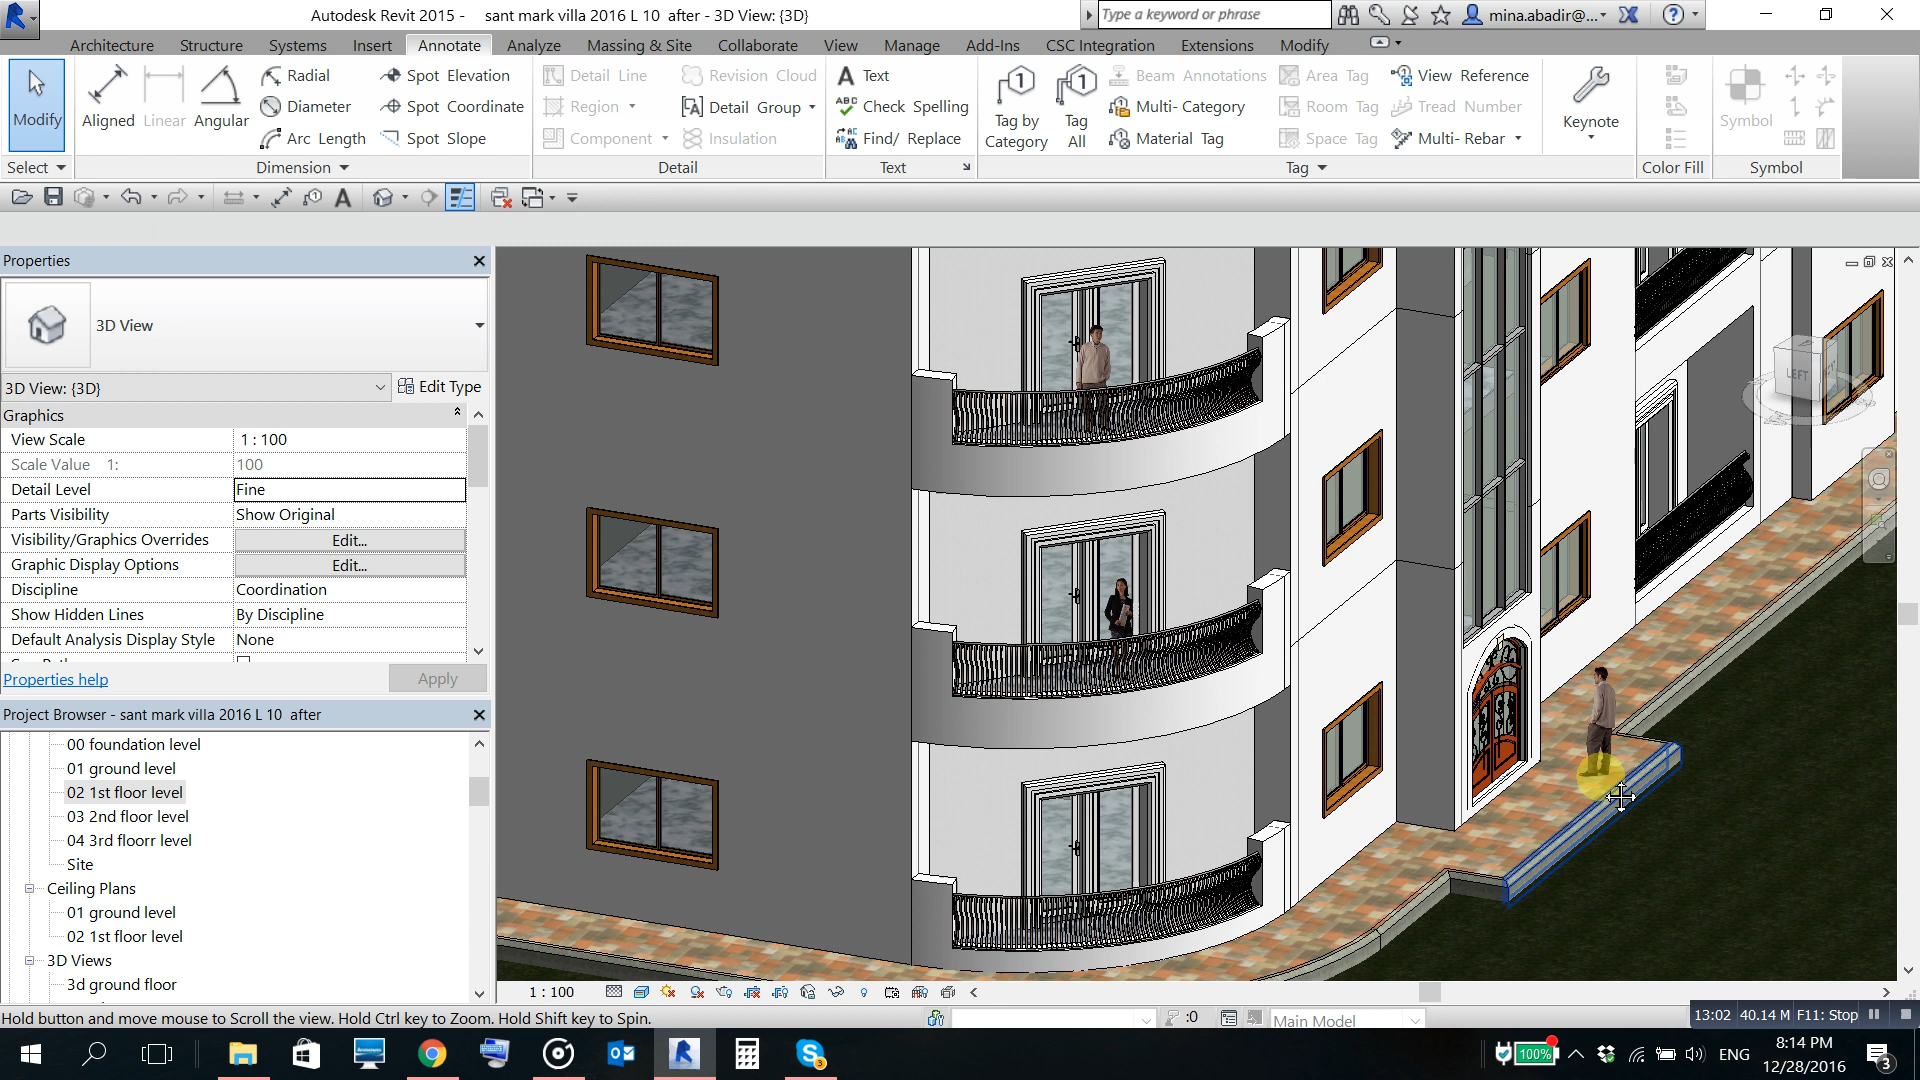 Autodesk Revit 2015 - sant mark villa 2016 L 10 after - 3D View: {3D}
Type a keyword or phrase
mina.abadir@...
Architecture Structure Systems Insert Annotate Analyze Massing & Site Collaborate View Manage Add-Ins CSC Integration Extensions Modify
Radial Spot Elevation Detail Line Revision Cloud Text Beam Annotations Area Tag View Reference
Diameter Spot Coordinate Region Detail Group Check Spelling Multi- Category Room Tag Tread Number
Modify Aligned Linear Angular Tag by Category Tag All Keynote Symbol
Arc Length Spot Slope Component Insulation Find/ Replace Material Tag Space Tag Multi- Rebar
Select Dimension Detail Text Tag Color Fill Symbol
Properties
3D View
3D View: {3D} Edit Type
Graphics
View Scale 1 : 100
Scale Value 1: 100
Detail Level Fine
Parts Visibility Show Original
Visibility/Graphics Overrides Edit...
Graphic Display Options Edit...
Discipline Coordination
Show Hidden Lines By Discipline
Default Analysis Display Style None
Properties help Apply
Project Browser - sant mark villa 2016 L 10 after
00 foundation level
01 ground level
02 1st floor level
03 2nd floor level
04 3rd floorr level
Site
Ceiling Plans
01 ground level
02 1st floor level
3D Views
3d ground floor
LEFT
1 : 100
Hold button and move mouse to Scroll the view. Hold Ctrl key to Zoom. Hold Shift key to Spin.
:0
Main Model
13:02 40.14 M F11: Stop
100%
ENG
8:14 PM
12/28/2016
3
3